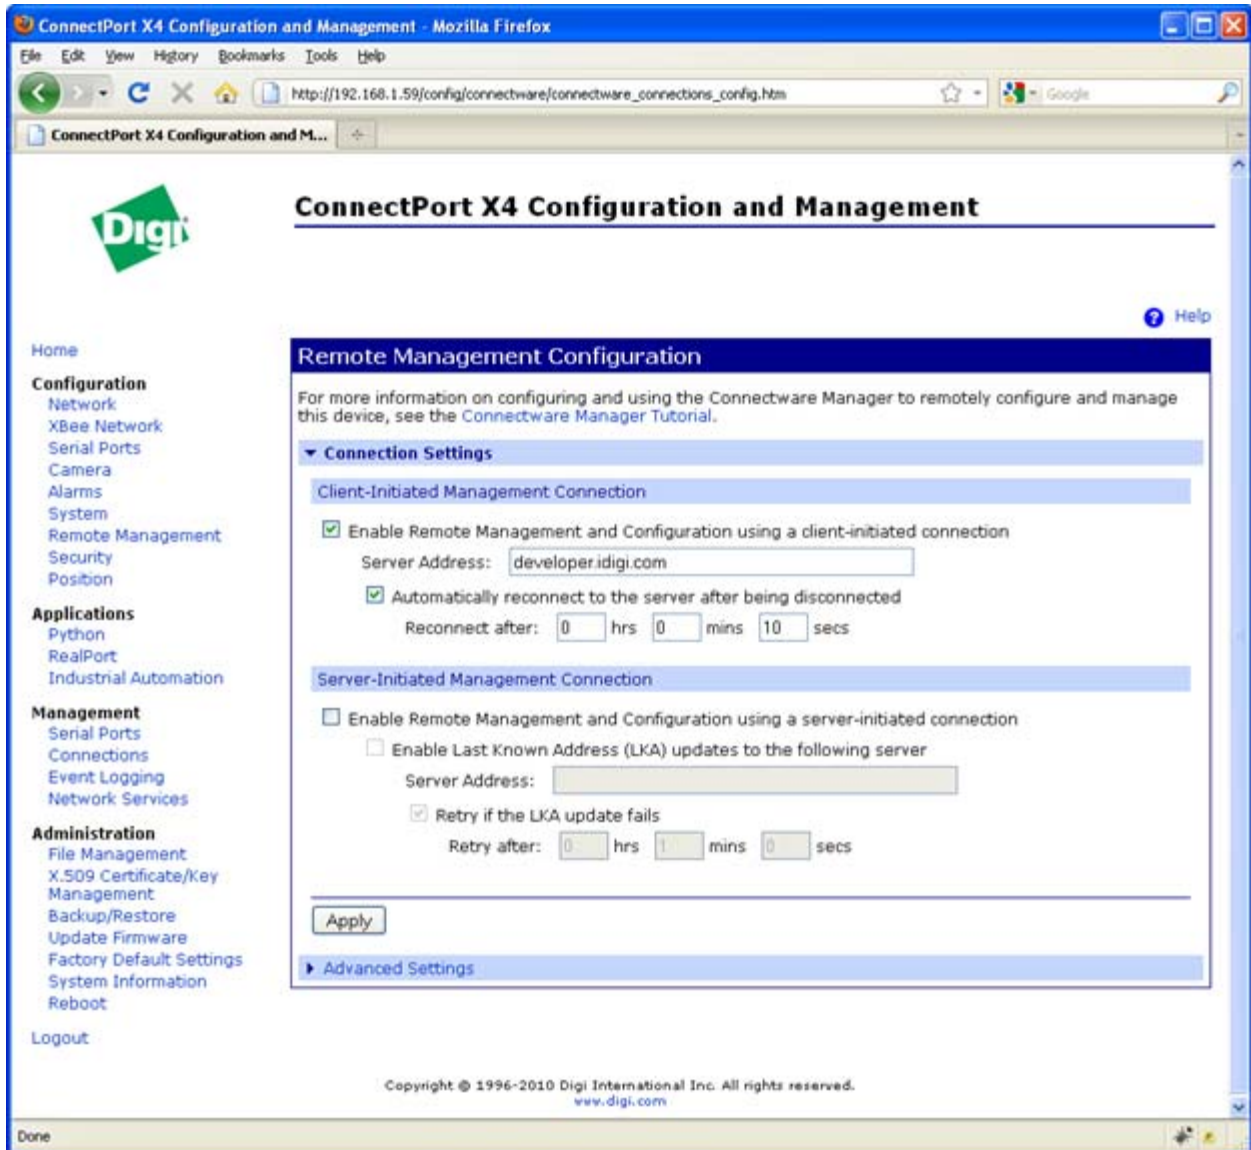 ConnectPort X4 Configuration and Management - Mozilla Firefox
File Edit View History Bookmarks Tools Help
http://192.168.1.59/config/connectware/connectware_connections_config.htm
Google
ConnectPort X4 Configuration and M...
Digi
ConnectPort X4 Configuration and Management
Help
Home
Configuration
Network
XBee Network
Serial Ports
Camera
Alarms
System
Remote Management
Security
Position
Applications
Python
RealPort
Industrial Automation
Management
Serial Ports
Connections
Event Logging
Network Services
Administration
File Management
X.509 Certificate/Key
Management
Backup/Restore
Update Firmware
Factory Default Settings
System Information
Reboot
Logout
Remote Management Configuration
For more information on configuring and using the Connectware Manager to remotely configure and manage
this device, see the Connectware Manager Tutorial.
Connection Settings
Client-Initiated Management Connection
Enable Remote Management and Configuration using a client-initiated connection
Server Address: developer.idigi.com
Automatically reconnect to the server after being disconnected
Reconnect after: 0 hrs 0 mins 10 secs
Server-Initiated Management Connection
Enable Remote Management and Configuration using a server-initiated connection
Enable Last Known Address (LKA) updates to the following server
Server Address:
Retry if the LKA update fails
Retry after: 0 hrs 1 mins 0 secs
Apply
Advanced Settings
Copyright © 1996-2010 Digi International Inc. All rights reserved.
www.digi.com
Done